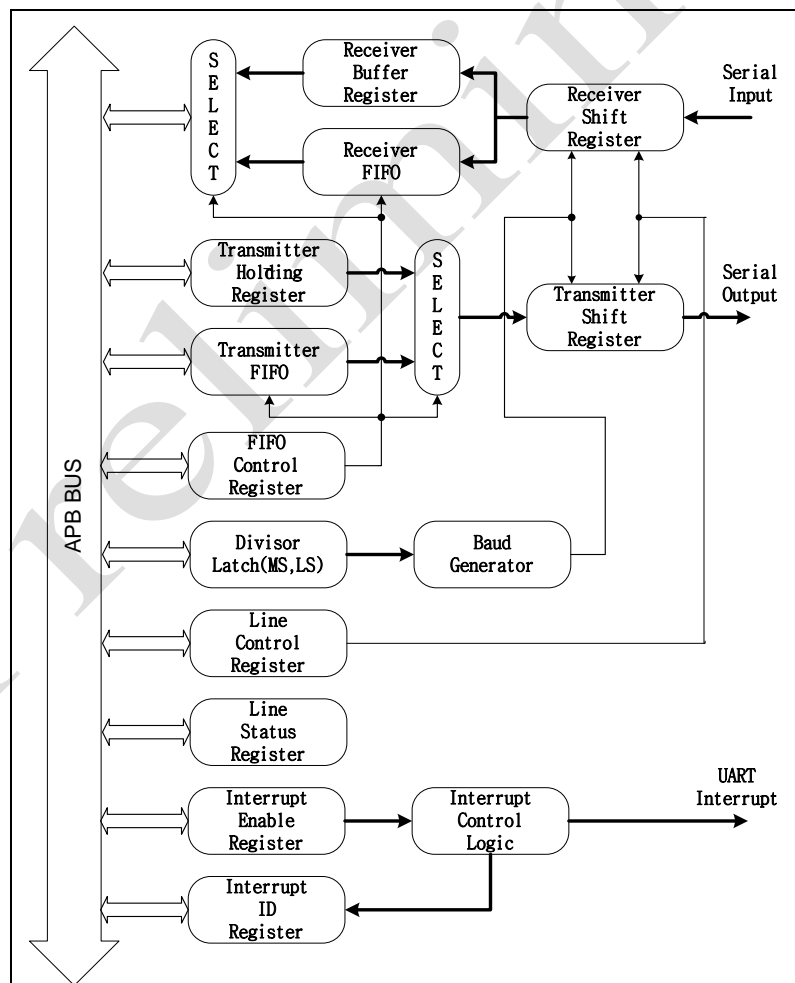 S
E
L
E
C
T
Receiver
Buffer
Register
Receiver
Shift
Register
Serial
Input
Receiver
FIFO
Transmitter
Holding
Register
S
E
L
E
C
T
Transmitter
Shift
Register
Serial
Output
Transmitter
FIFO
FIFO
Control
Register
APB BUS
Divisor
Latch(MS,LS)
Baud
Generator
Line
Control
Register
Line
Status
Register
Interrupt
Enable
Register
Interrupt
Control
Logic
UART
Interrupt
Interrupt
ID
Register
relimin